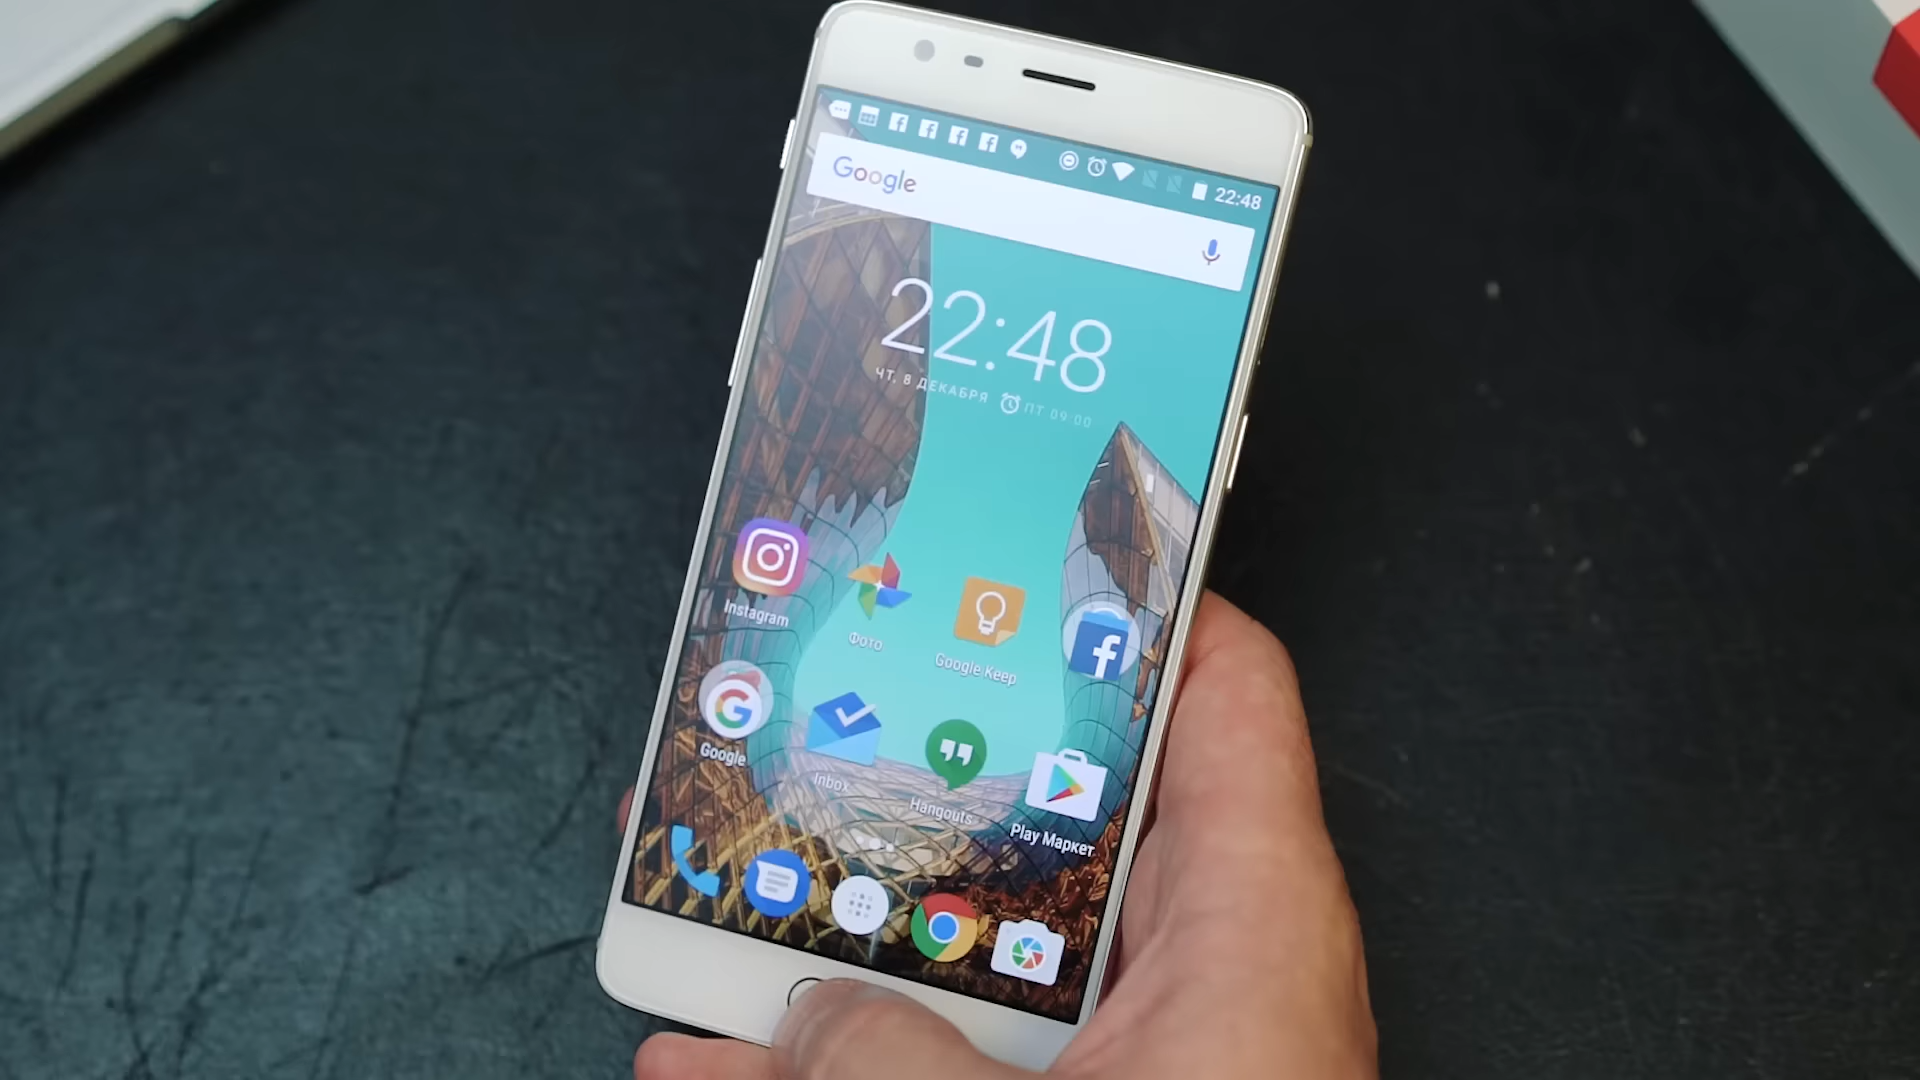 22:48
Google
22:48
ЧТ, 8 ДЕКАБРЯ ПТ 09:00
Instagram
Фото
Google Keep
Google
Inbox
Hangouts
Play Маркет